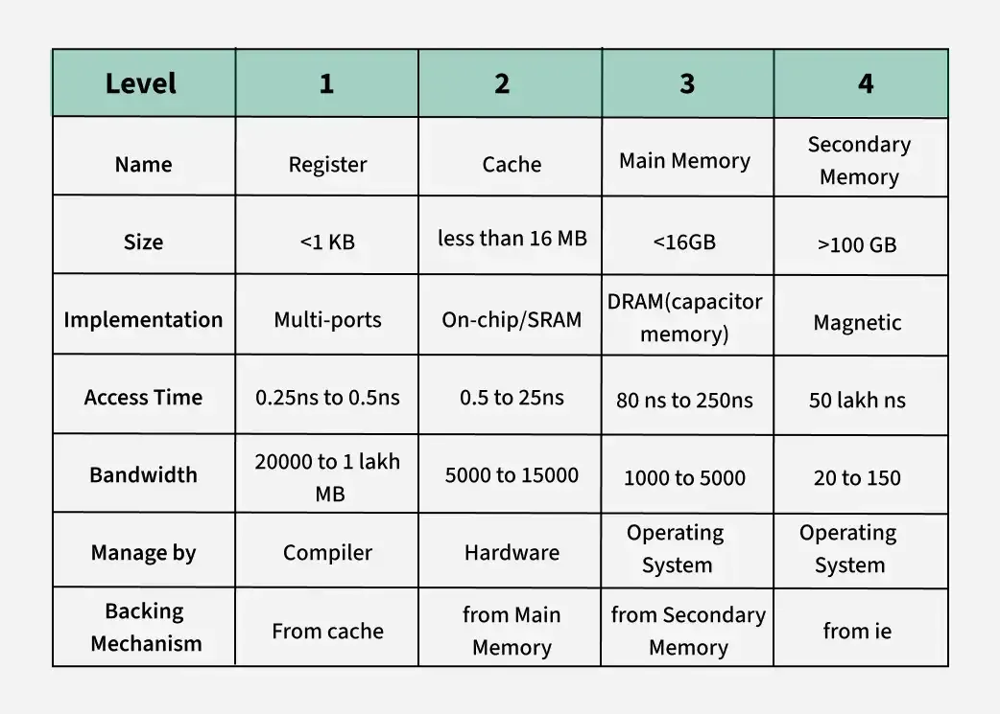 Level 1 2 3 4
Name Register Cache Main Memory Secondary Memory
Size <1 KB less than 16 MB <16GB >100 GB
Implementation Multi-ports On-chip/SRAM DRAM(capacitor memory) Magnetic
Access Time 0.25ns to 0.5ns 0.5 to 25ns 80 ns to 250ns 50 lakh ns
Bandwidth 20000 to 1 lakh MB 5000 to 15000 1000 to 5000 20 to 150
Manage by Compiler Hardware Operating System Operating System
Backing Mechanism From cache from Main Memory from Secondary Memory from ie